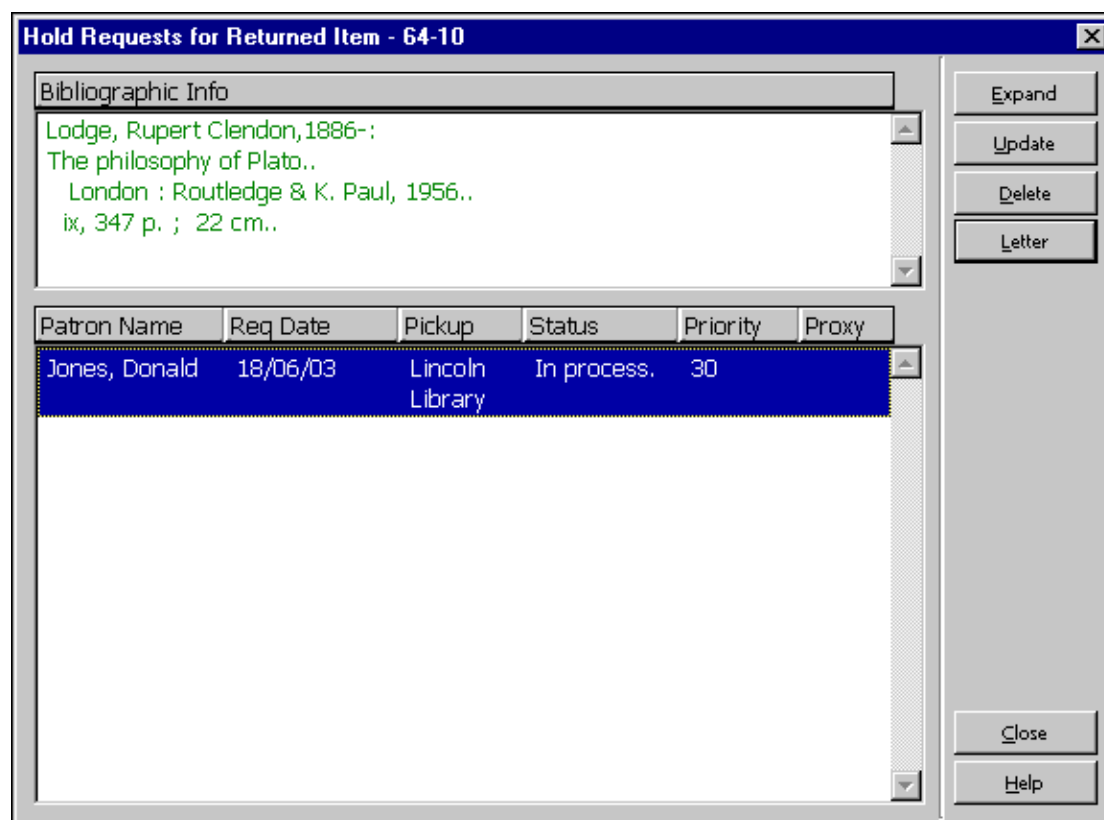 Hold Requests for Returned Item - 64-10
Bibliographic Info
Lodge, Rupert Clendon,1886-:
The philosophy of Plato..
London : Routledge & K. Paul, 1956..
ix, 347 p. ; 22 cm..
Expand
Update
Delete
Letter
Patron Name Req Date Pickup Status Priority Proxy
Jones, Donald 18/06/03 Lincoln In process. 30
Library
Close
Help